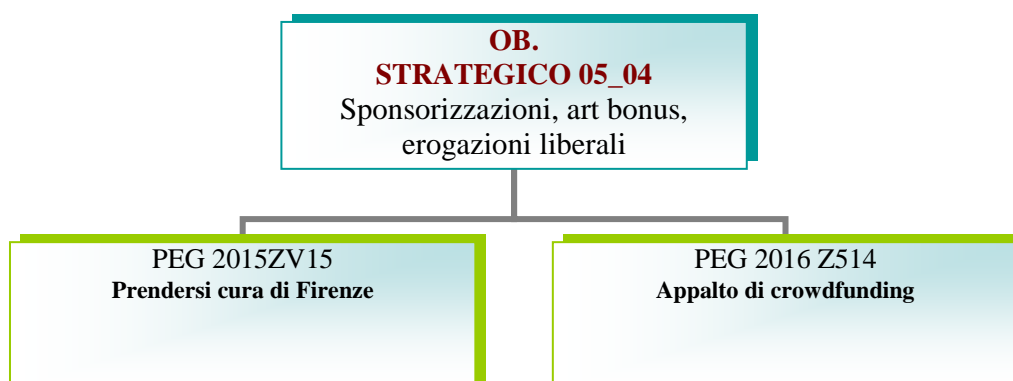 OB.
STRATEGICO 05_04
Sponsorizzazioni, art bonus,
erogazioni liberali
PEG 2015ZV15
Prendersi cura di Firenze
PEG 2016 Z514
Appalto di crowdfunding